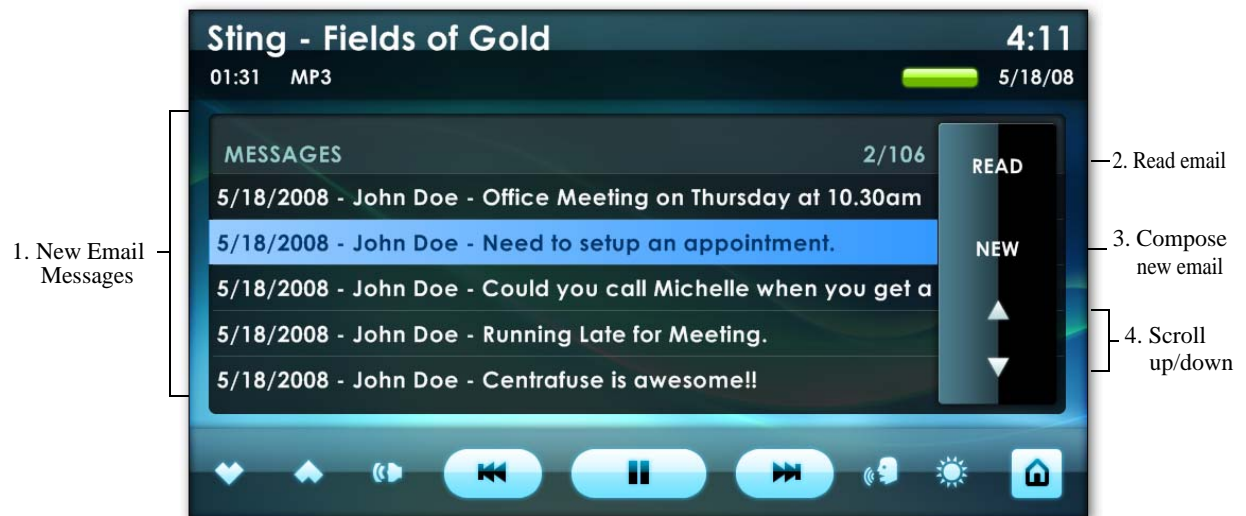 Sting - Fields of Gold 4:11
01:31 MP3 5/18/08
MESSAGES 2/106
5/18/2008 - John Doe - Office Meeting on Thursday at 10.30am
5/18/2008 - John Doe - Need to setup an appointment.
5/18/2008 - John Doe - Could you call Michelle when you get a
5/18/2008 - John Doe - Running Late for Meeting.
5/18/2008 - John Doe - Centrafuse is awesome!!
READ
NEW
1. New Email
Messages
2. Read email
3. Compose
new email
4. Scroll
up/down